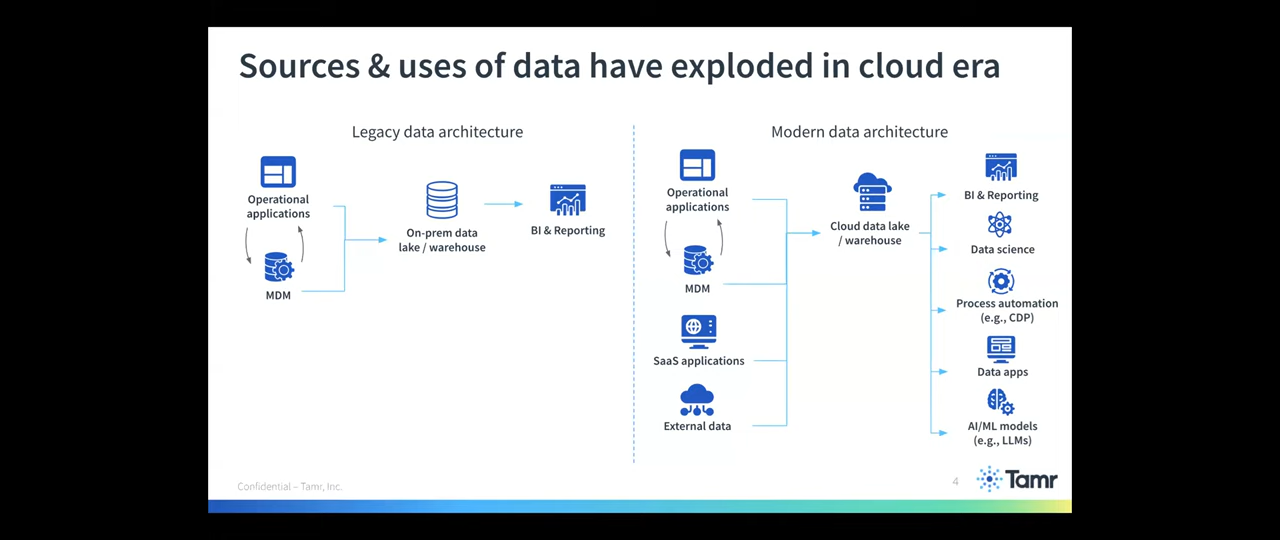 Sources & uses of data have exploded in cloud era
Legacy data architecture
Operational
applications
MDM
On-prem data
lake / warehouse
BI & Reporting
Modern data architecture
Operational
applications
MDM
SaaS applications
External data
Cloud data lake
/ warehouse
BI & Reporting
Data science
Process automation
(e.g., CDP)
Data apps
AI/ML models
(e.g., LLMs)
Confidential – Tamr, Inc.
4
Tamr